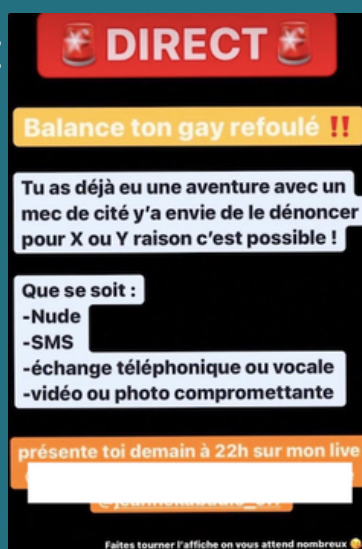 🚨 DIRECT 🚨
Balance ton gay refoulé ‼️
Tu as déjà eu une aventure avec un
mec de cité y'a envie de le dénoncer
pour X ou Y raison c'est possible !
Que se soit :
-Nude
-SMS
-échange téléphonique ou vocale
-vidéo ou photo compromettante
présente toi demain à 22h sur mon live
Faites tourner l'affiche on vous attend nombreux